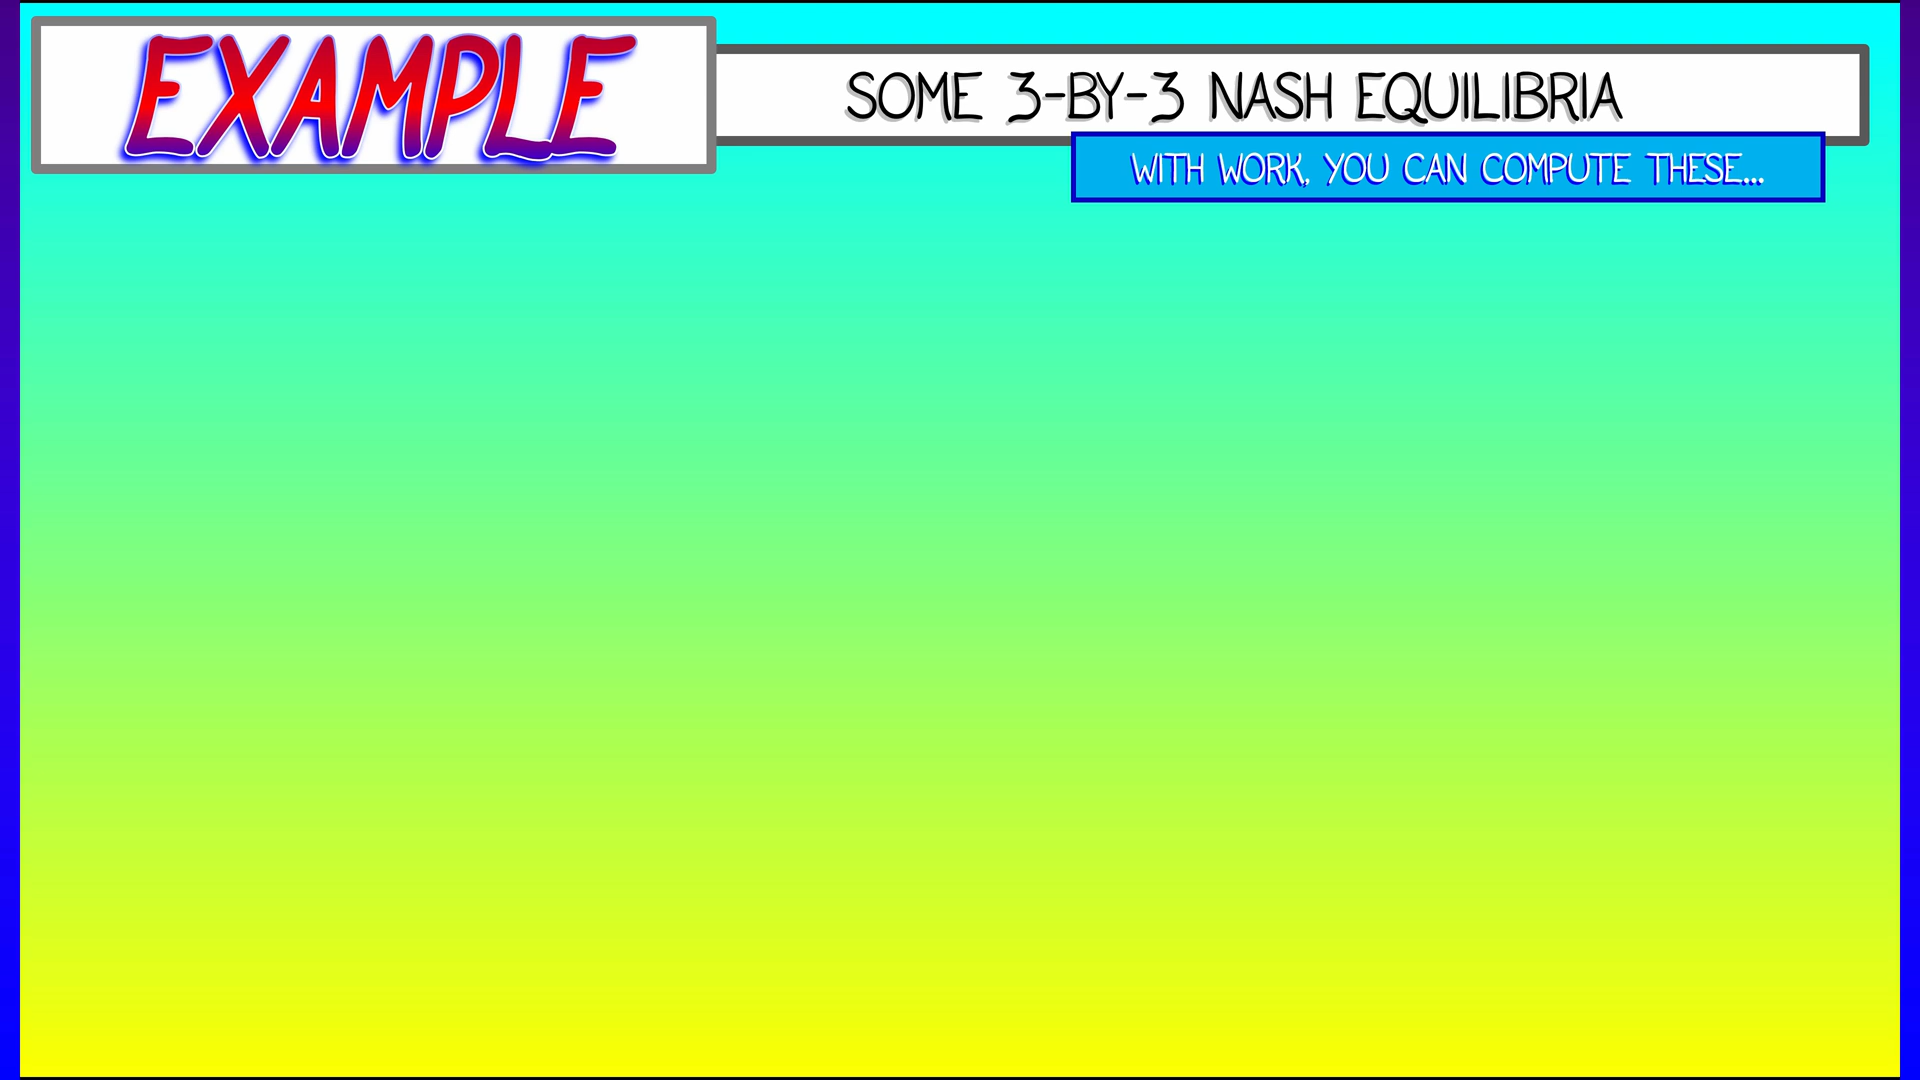 EXAMPLE
SOME 3-BY-3 NASH EQUILIBRIA
WITH WORK, YOU CAN COMPUTE THESE...